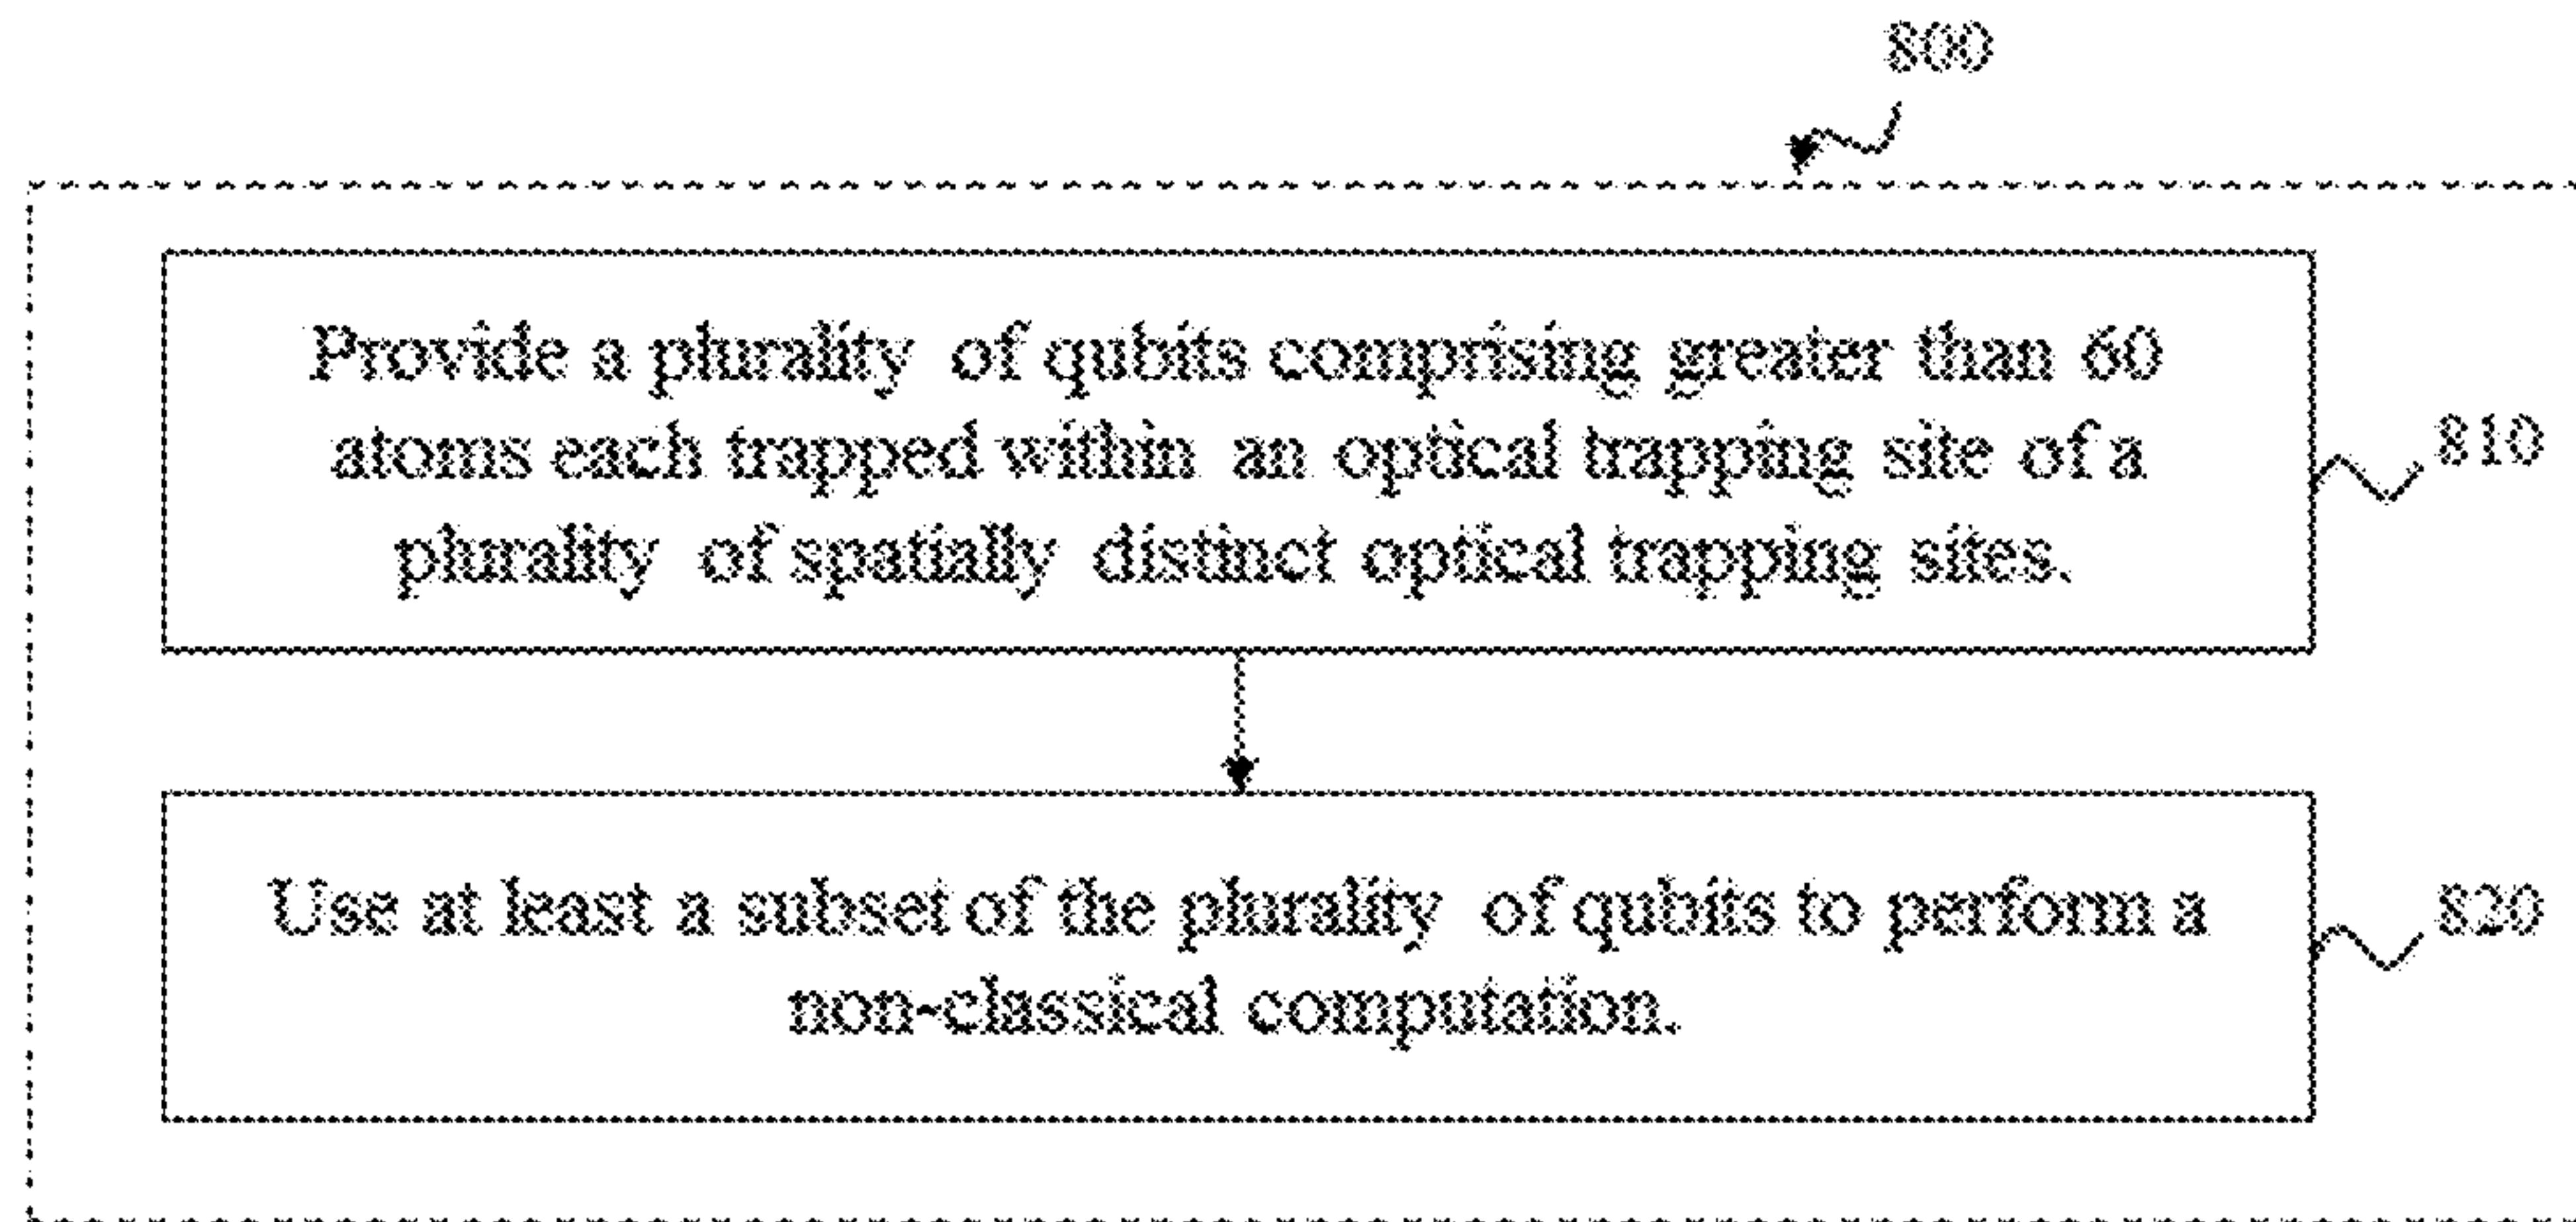 800
Provide a plurality of qubits comprising greater than 60
atoms each trapped within an optical trapping site of a
plurality of spatially distinct optical trapping sites.
810
Use at least a subset of the plurality of qubits to perform a
non-classical computation.
820